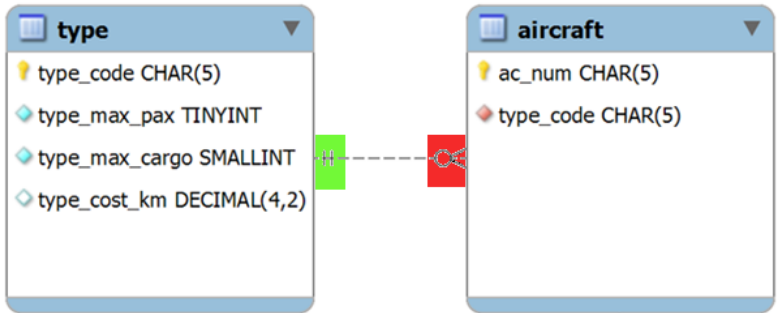 type
type_code CHAR(5)
type_max_pax TINYINT
type_max_cargo SMALLINT
type_cost_km DECIMAL(4,2)
aircraft
ac_num CHAR(5)
type_code CHAR(5)